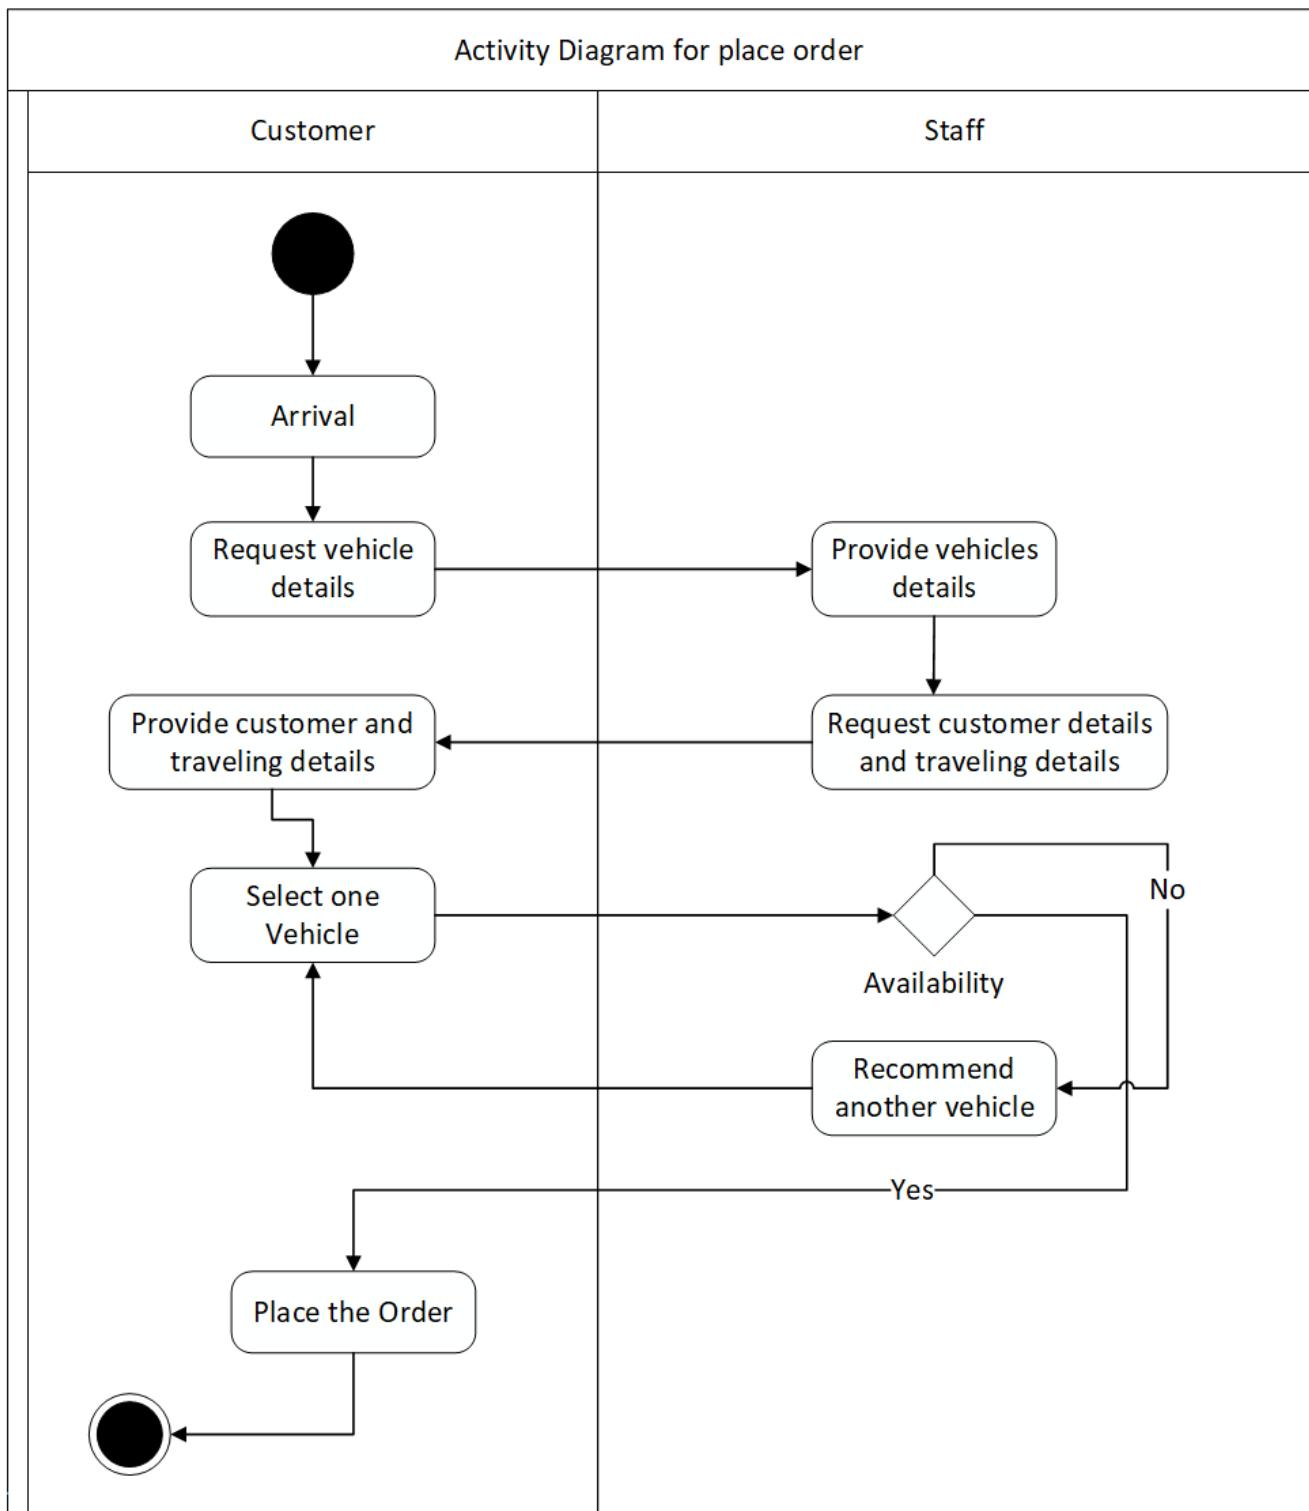 Activity Diagram for place order
Customer
Staff
Arrival
Request vehicle
details
Provide vehicles
details
Provide customer and
traveling details
Request customer details
and traveling details
Select one
Vehicle
No
Availability
Recommend
another vehicle
Yes
Place the Order